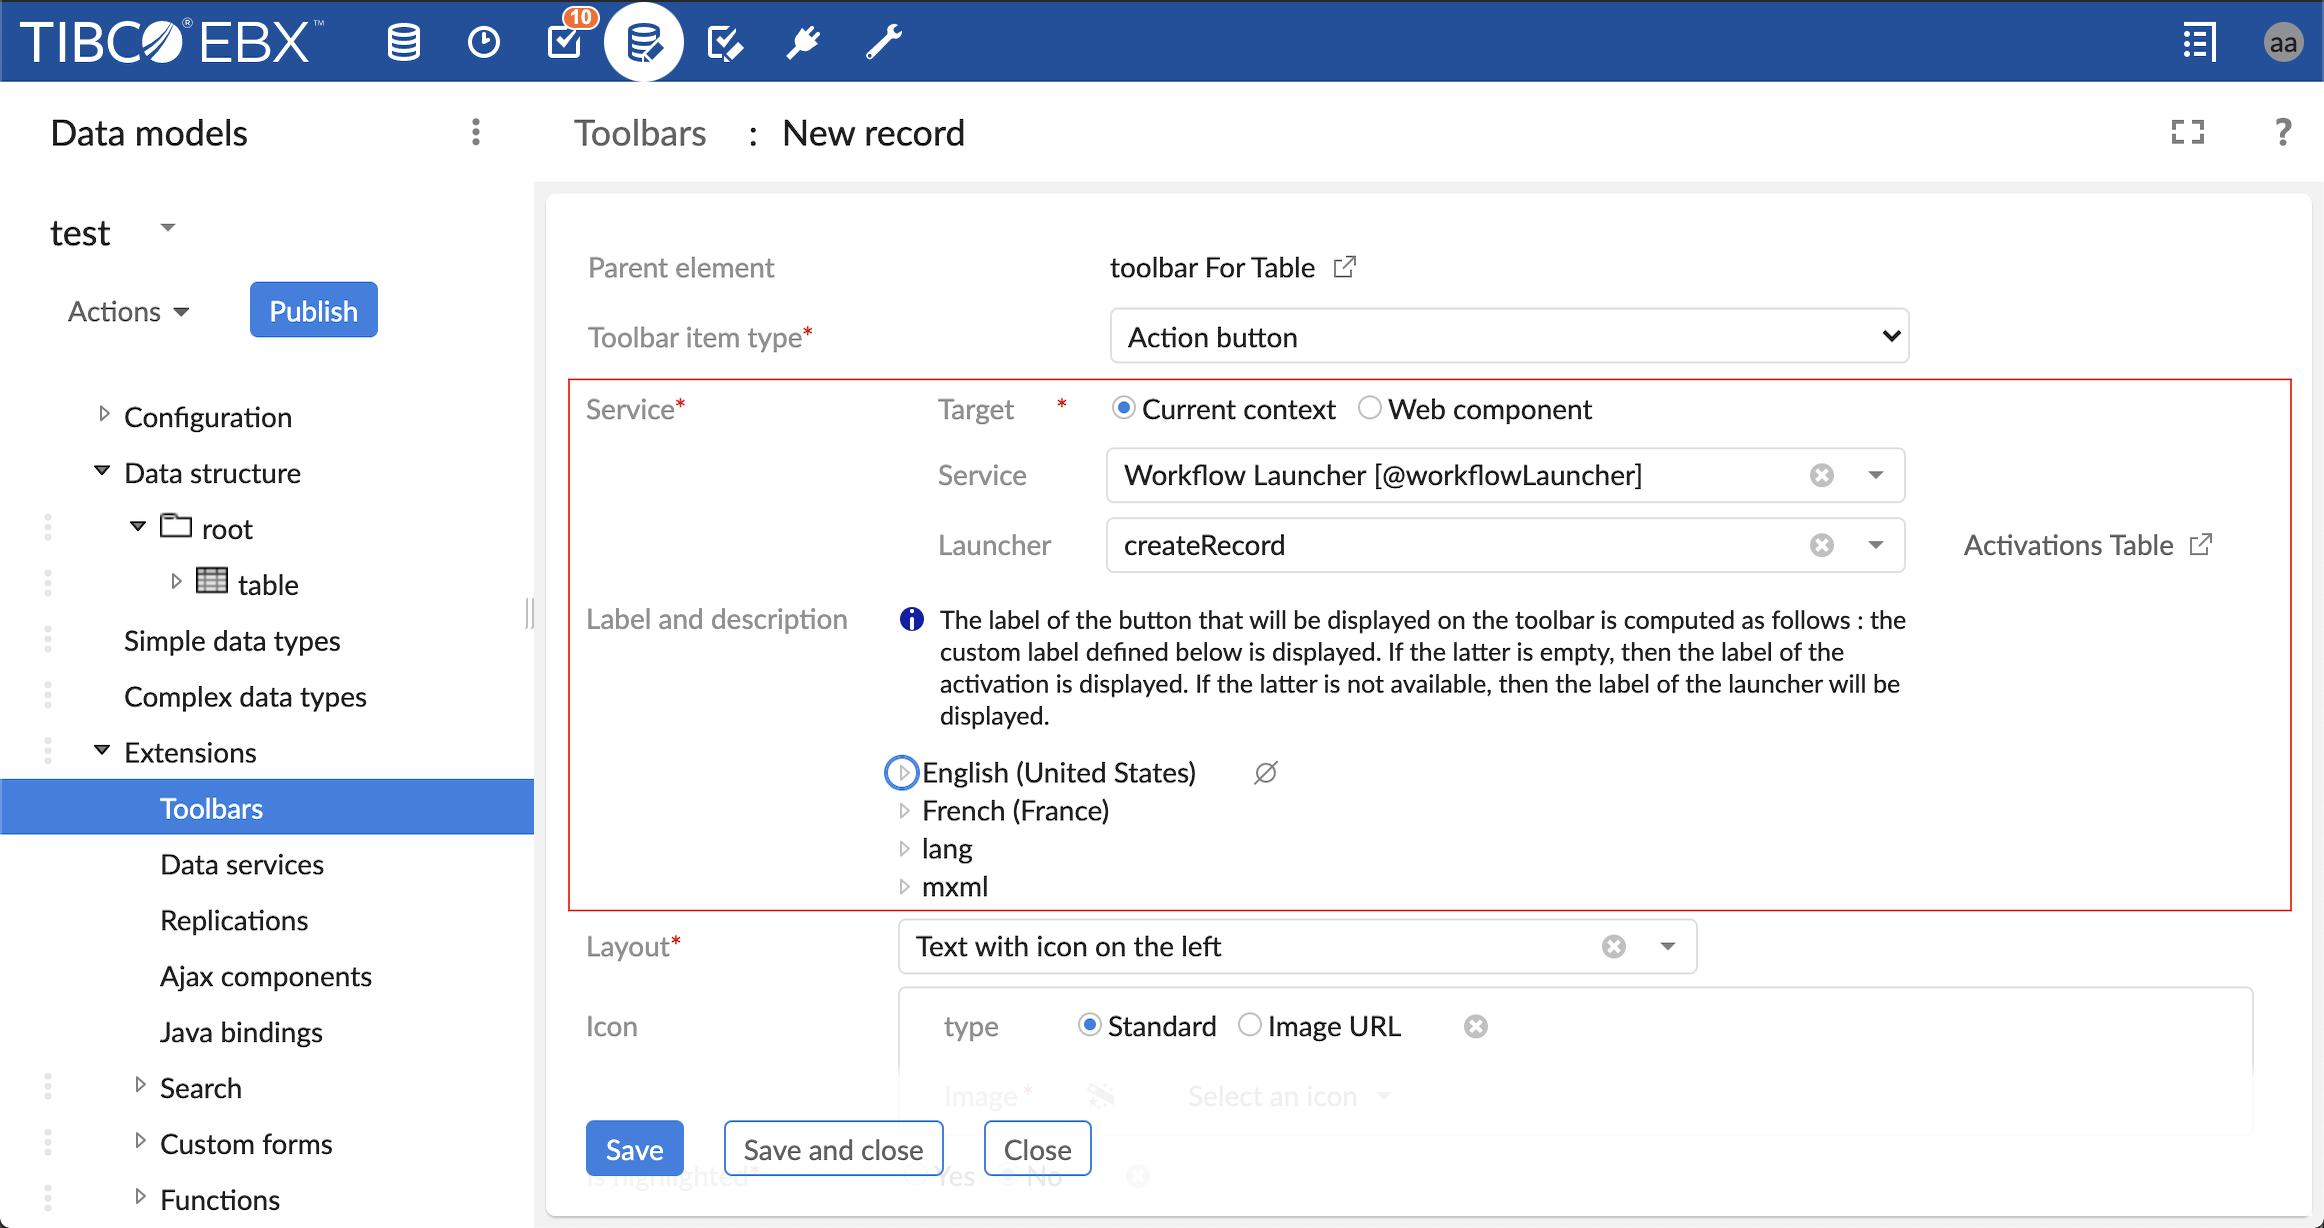 TIBCO® EBX™
10
aa
Data models
Toolbars : New record
?
test
Actions
Publish
Configuration
Data structure
root
table
Simple data types
Complex data types
Extensions
Toolbars
Data services
Replications
Ajax components
Java bindings
Search
Custom forms
Functions
Parent element
toolbar For Table
Toolbar item type*
Action button
Service*
Target *
Current context
Web component
Service
Workflow Launcher [@workflowLauncher]
Launcher
createRecord
Activations Table
Label and description
The label of the button that will be displayed on the toolbar is computed as follows : the
custom label defined below is displayed. If the latter is empty, then the label of the
activation is displayed. If the latter is not available, then the label of the launcher will be
displayed.
English (United States)
French (France)
lang
mxml
Layout*
Text with icon on the left
Icon
type
Standard
Image URL
Image*
Select an icon
Save
Save and close
Close
Is highlighted*
Yes
No